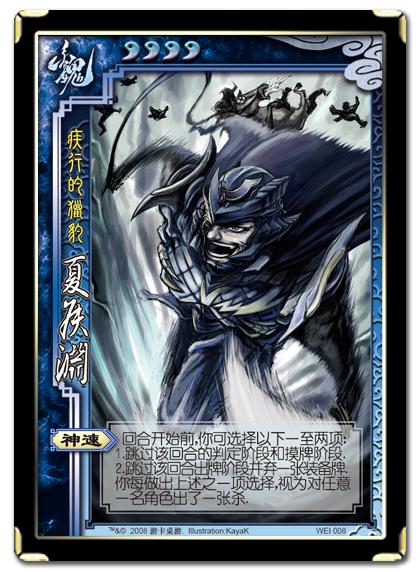 魏
疾行的獵豹
夏侯淵
神速
回合开始前,你可选择以下一至两项:
1.跳过该回合的判定阶段和摸牌阶段.
2.跳过该回合出牌阶段并弃一张装备牌.
你每做出上述之一项选择,视为对任意
一名角色出了一张杀.
™&© 2008 游卡桌游. Illustration:KayaK
WEI 008